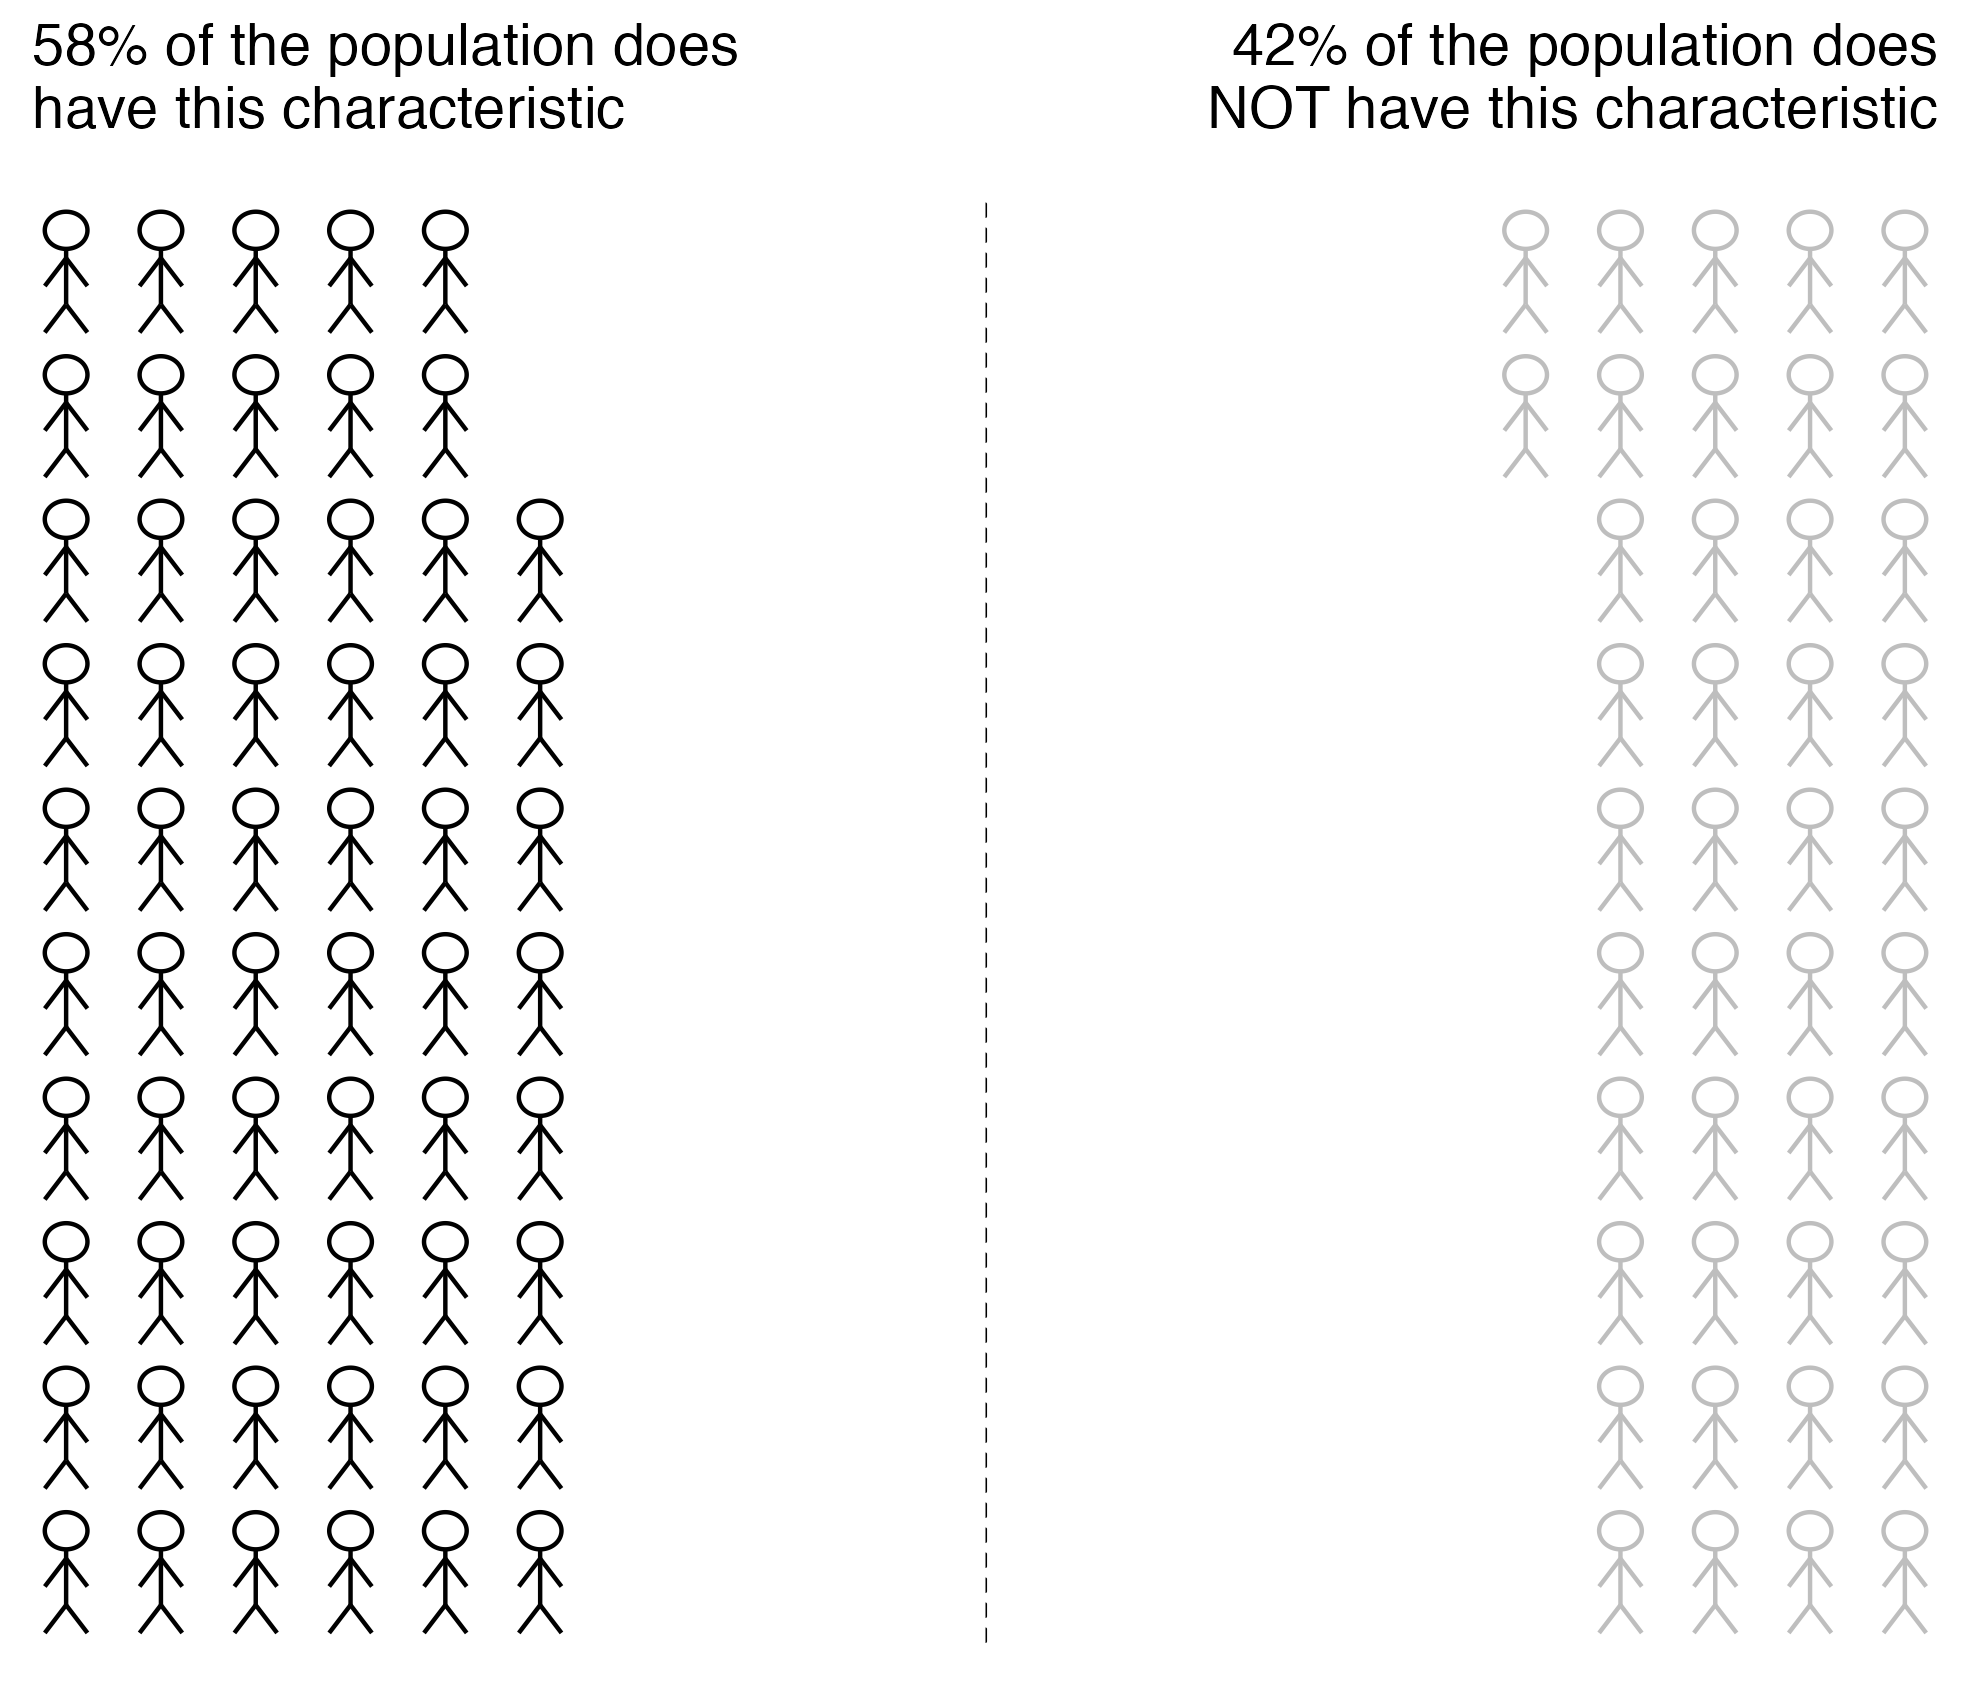 58% of the population does
have this characteristic
42% of the population does
NOT have this characteristic